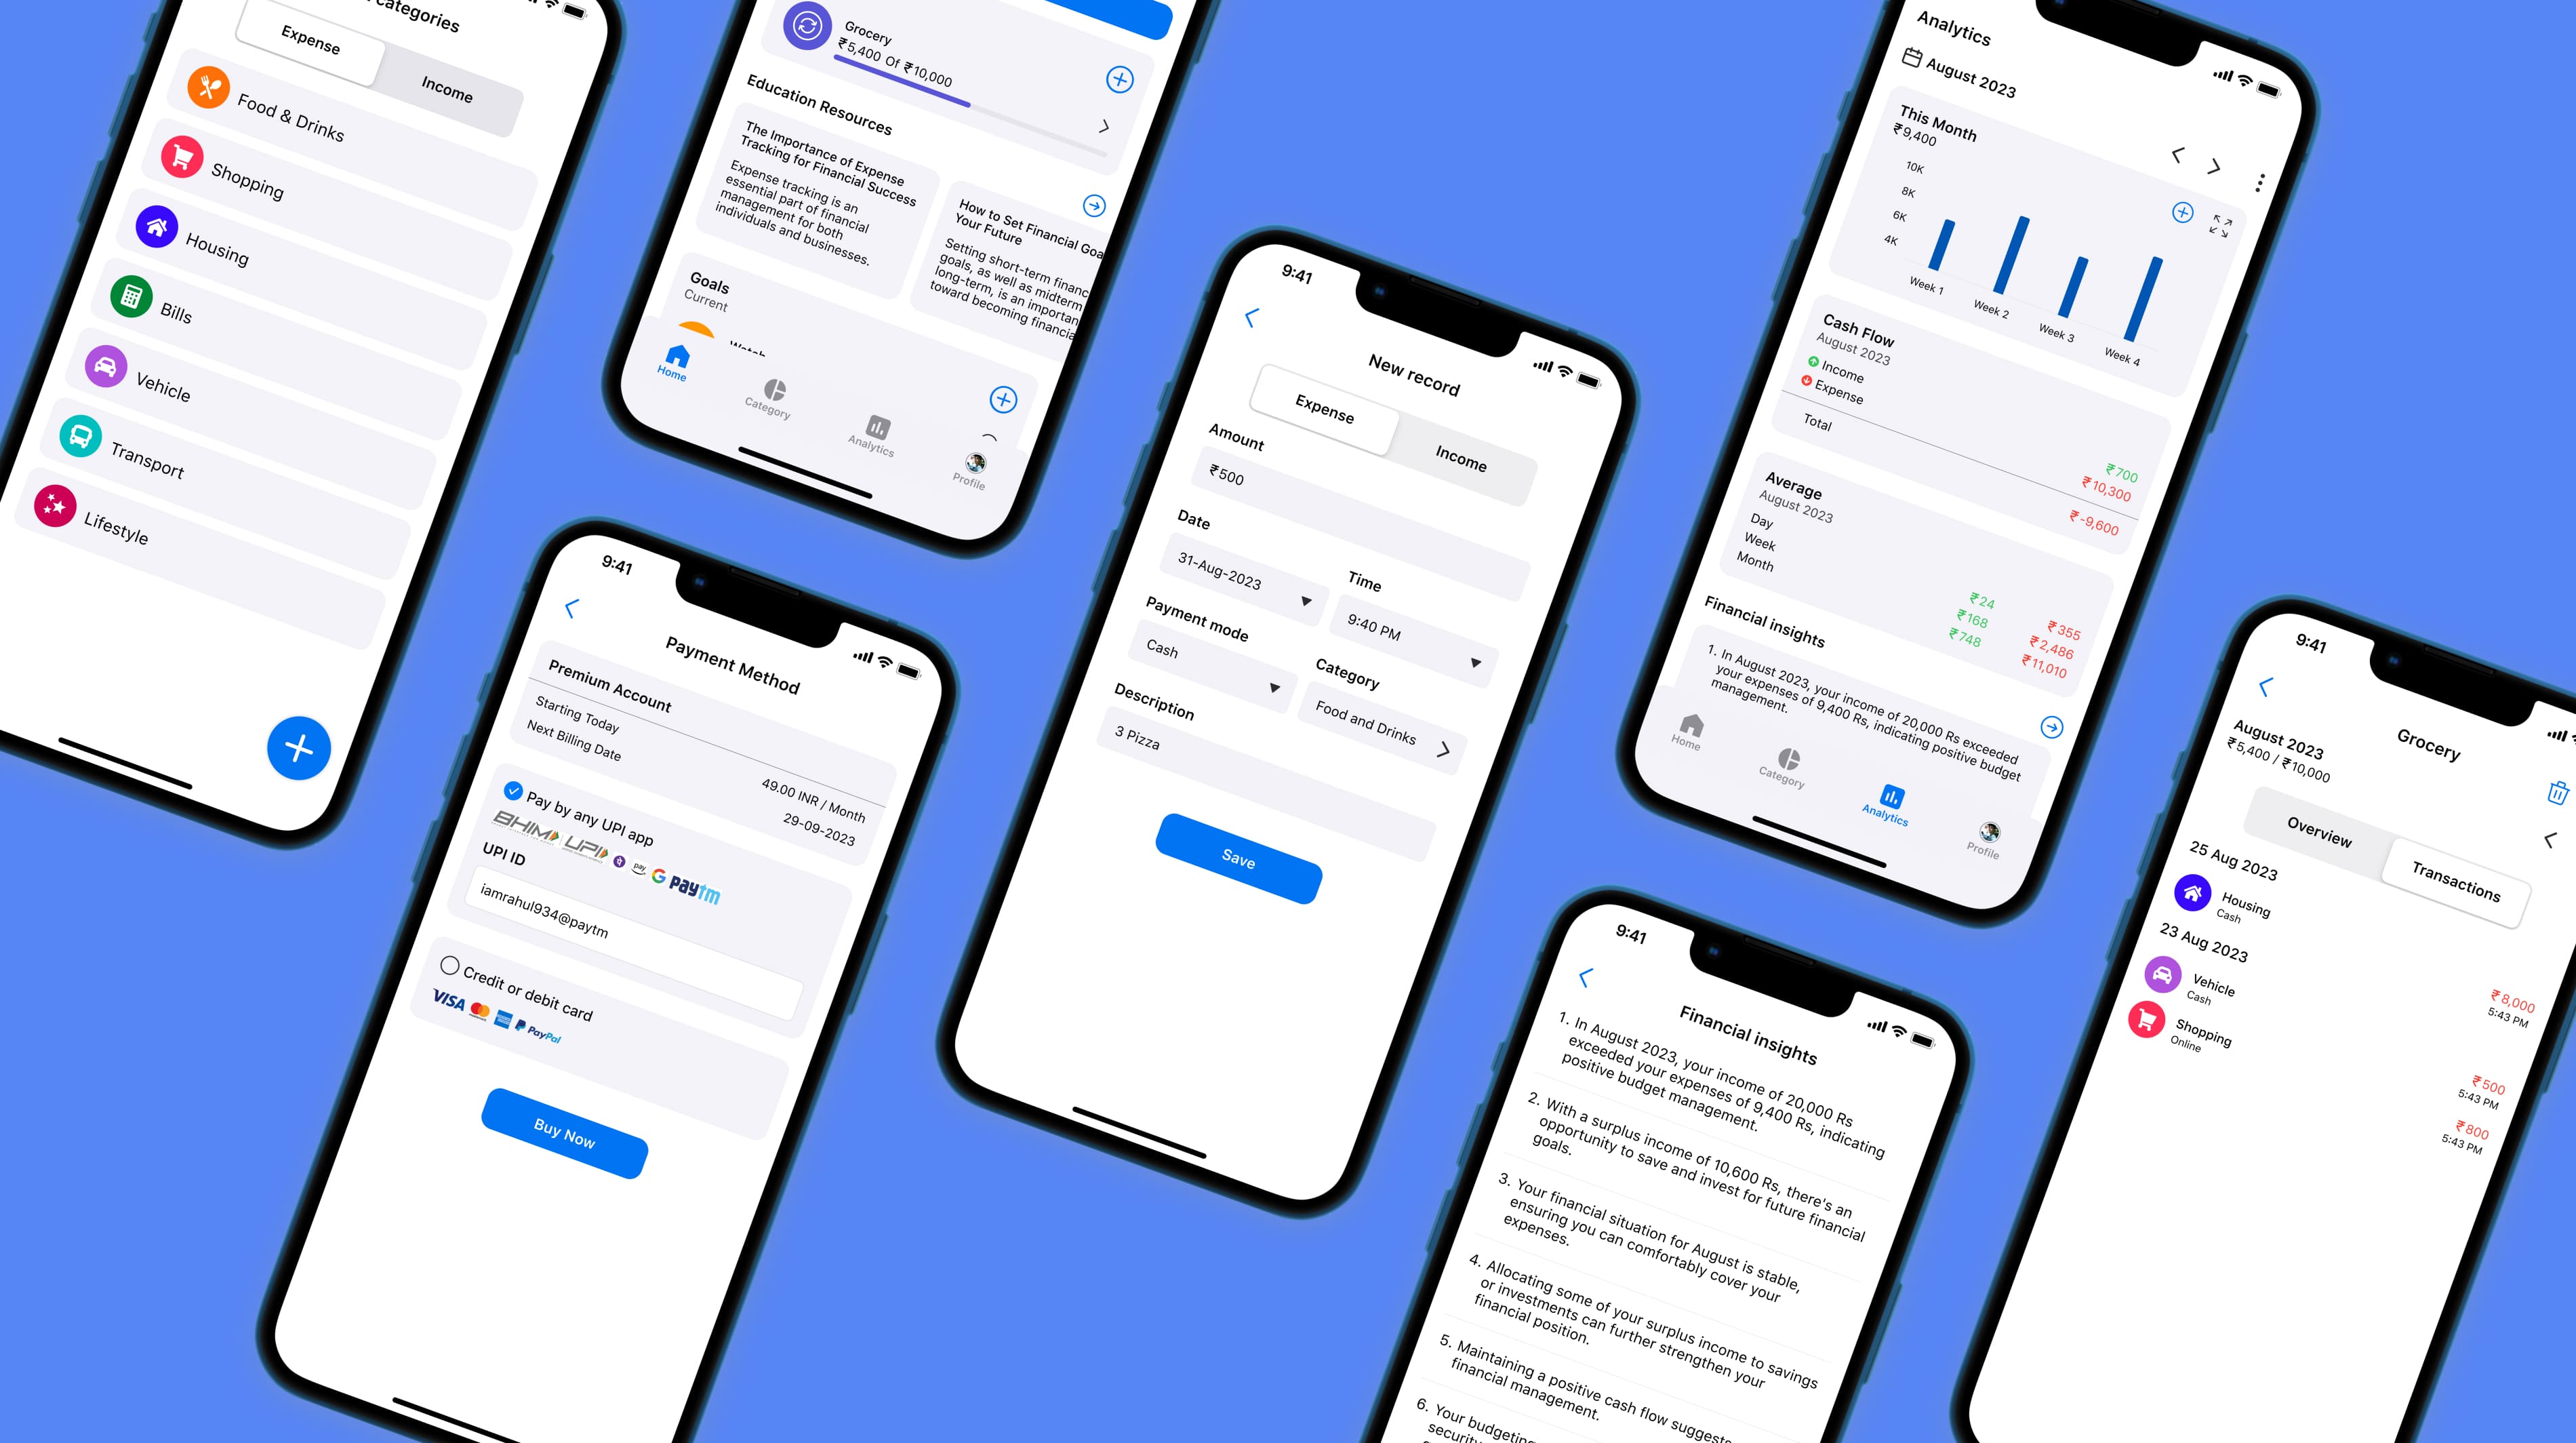 categories
Expense
Income
Food & Drinks
Shopping
Housing
Bills
Vehicle
Transport
Lifestyle
Grocery
₹5,400 Of ₹10,000
Education Resources
The Importance of Expense
Tracking for Financial Success
Expense tracking is an
essential part of financial
management for both
individuals and businesses.
How to Set Financial Goa
Your Future
Setting short-term financ
goals, as well as midterm
long-term, is an importan
toward becoming financia
Goals
Current
Watch
Home
Category
Analytics
Profile
9:41
Payment Method
Premium Account
Starting Today
49.00 INR / Month
Next Billing Date
29-09-2023
Pay by any UPI app
BHIM UPI pay G Paytm
UPI ID
iamrahul934@paytm
Credit or debit card
VISA PayPal
Buy Now
9:41
New record
Expense
Income
Amount
₹500
Date
31-Aug-2023
Time
9:40 PM
Payment mode
Cash
Category
Food and Drinks
Description
3 Pizza
Save
Analytics
August 2023
This Month
₹9,400
10K
8K
6K
4K
Week 1
Week 2
Week 3
Week 4
Cash Flow
August 2023
Income
₹700
Expense
₹10,300
Total
₹-9,600
Average
August 2023
Day
₹24
₹355
Week
₹168
₹2,486
Month
₹748
₹11,010
Financial insights
1. In August 2023, your income of 20,000 Rs exceeded
your expenses of 9,400 Rs, indicating positive budget
management.
Home
Category
Analytics
Profile
9:41
Financial insights
1. In August 2023, your income of 20,000 Rs
exceeded your expenses of 9,400 Rs, indicating
positive budget management.
2. With a surplus income of 10,600 Rs, there's an
opportunity to save and invest for future financial
goals.
3. Your financial situation for August is stable,
ensuring you can comfortably cover your
expenses.
4. Allocating some of your surplus income to savings
or investments can further strengthen your
financial position.
5. Maintaining a positive cash flow suggests
financial management.
6. Your budgeting
security
9:41
Grocery
August 2023
₹5,400 / ₹10,000
Overview
Transactions
25 Aug 2023
Housing
Cash
₹8,000
5:43 PM
23 Aug 2023
Vehicle
Cash
₹500
5:43 PM
Shopping
Online
₹800
5:43 PM